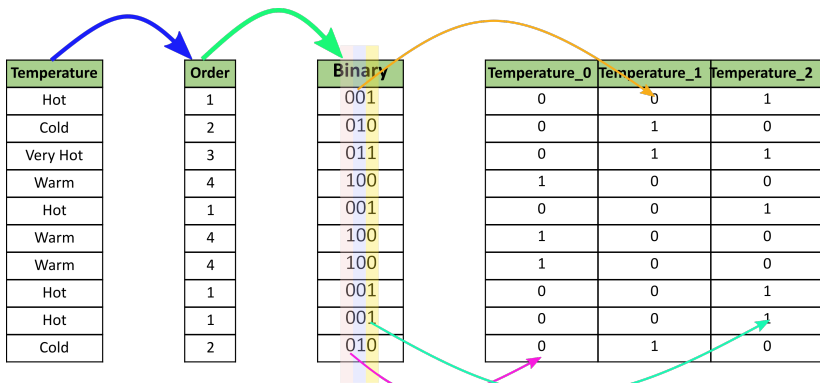 Temperature Order Binary Temperature_0 Temperature_1 Temperature_2
Hot 1 001 0 0 1
Cold 2 010 0 1 0
Very Hot 3 011 0 1 1
Warm 4 100 1 0 0
Hot 1 001 0 0 1
Warm 4 100 1 0 0
Warm 4 100 1 0 0
Hot 1 001 0 0 1
Hot 1 001 0 0 1
Cold 2 010 0 1 0